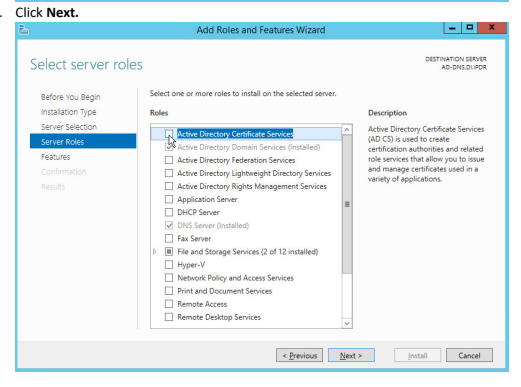 . Click Next.
Add Roles and Features Wizard
Select server roles
DESTINATION SERVER
AD-DNS.DI.IPDR
Before You Begin
Installation Type
Server Selection
Server Roles
Features
Confirmation
Results
Select one or more roles to install on the selected server.
Roles
Active Directory Certificate Services
Active Directory Domain Services (Installed)
Active Directory Federation Services
Active Directory Lightweight Directory Services
Active Directory Rights Management Services
Application Server
DHCP Server
DNS Server (Installed)
Fax Server
File and Storage Services (2 of 12 installed)
Hyper-V
Network Policy and Access Services
Print and Document Services
Remote Access
Remote Desktop Services
Description
Active Directory Certificate Services
(AD CS) is used to create
certification authorities and related
role services that allow you to issue
and manage certificates used in a
variety of applications.
< Previous
Next >
Install
Cancel